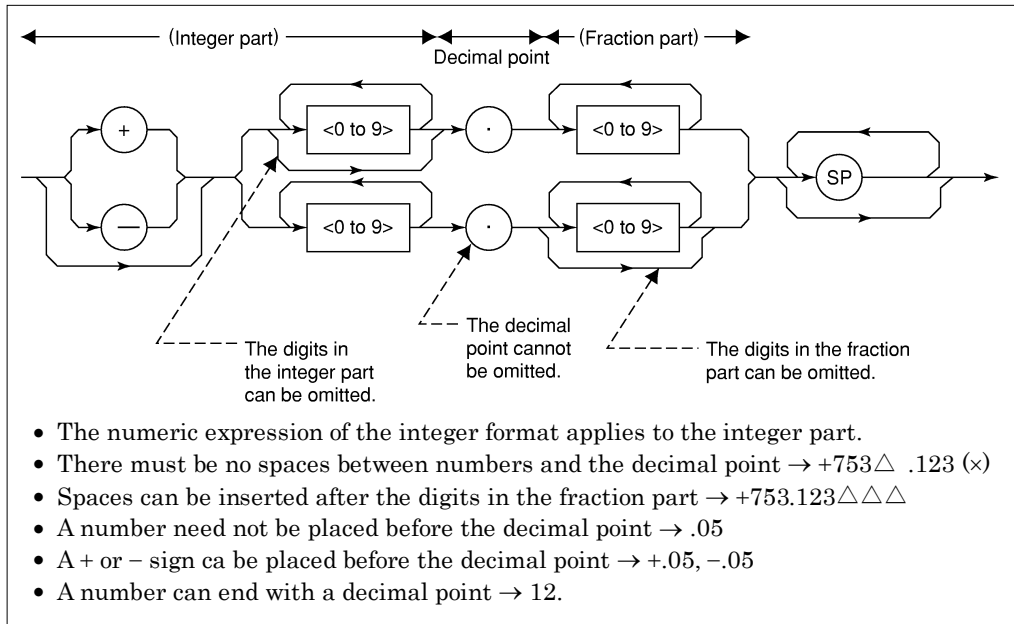 (Integer part)
(Fraction part)
Decimal point
<0 to 9>
<0 to 9>
+
·
SP
—
<0 to 9>
·
<0 to 9>
The digits in
the integer part
can be omitted.
The decimal
point cannot
be omitted.
The digits in the fraction
part can be omitted.
• The numeric expression of the integer format applies to the integer part.
• There must be no spaces between numbers and the decimal point → +753△ .123 (×)
• Spaces can be inserted after the digits in the fraction part → +753.123△△△
• A number need not be placed before the decimal point → .05
• A + or − sign ca be placed before the decimal point → +.05, −.05
• A number can end with a decimal point → 12.